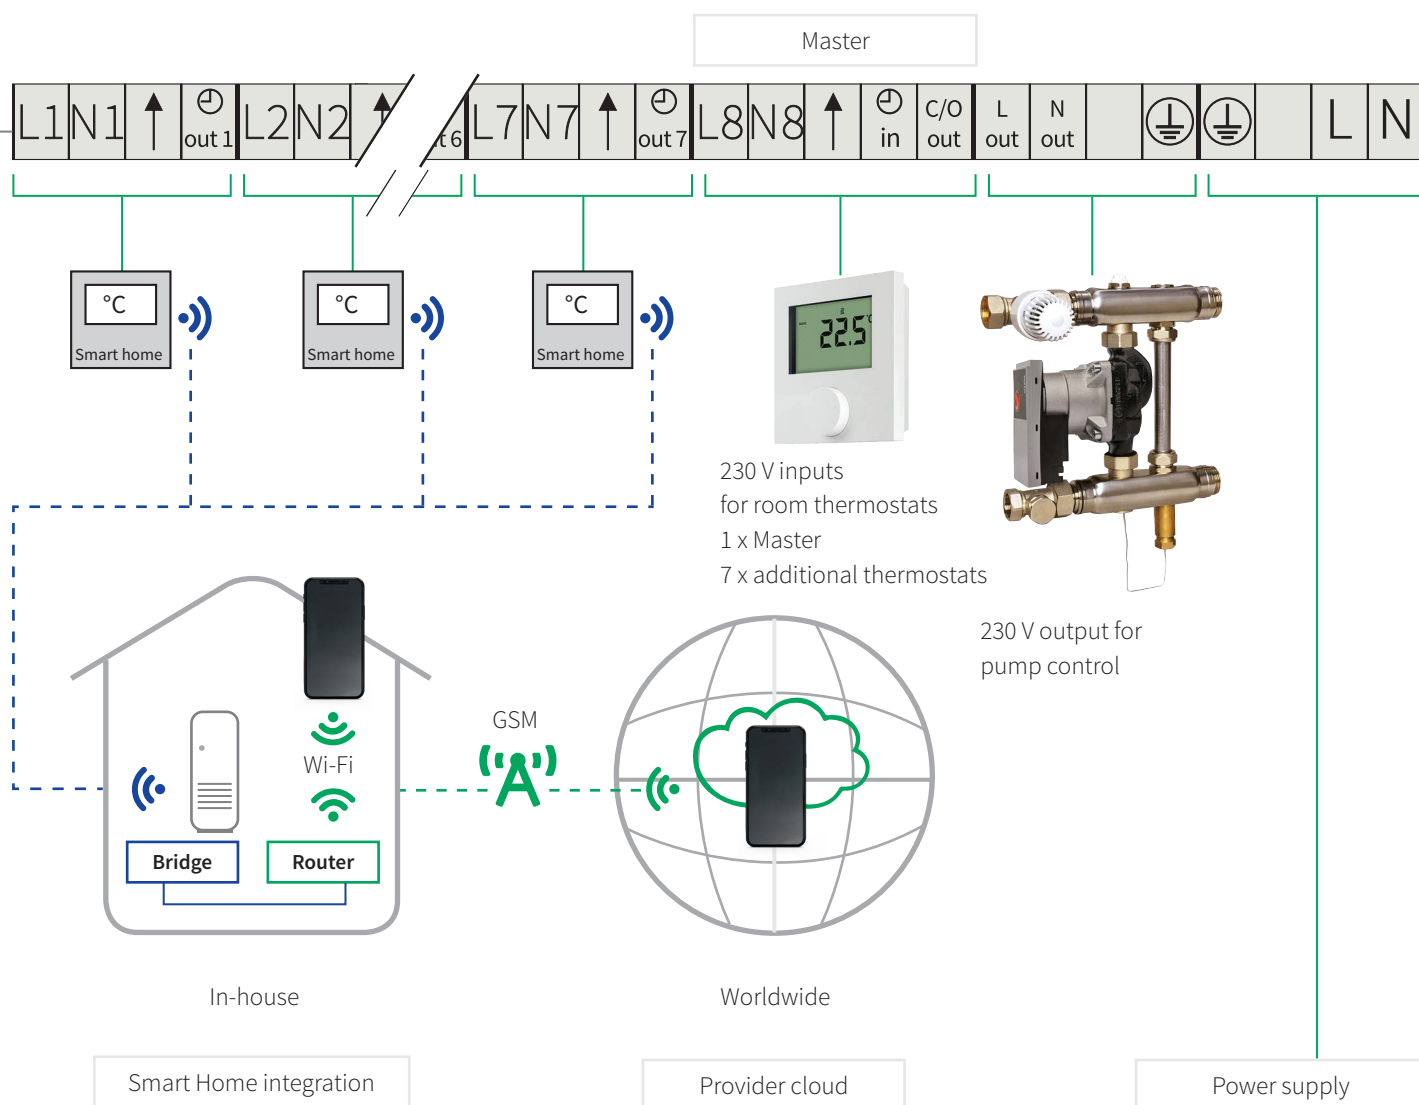 Master
L1 N1 out 1 L2 N2 L7 N7 out 7 L8 N8 in C/O out L out N out L N
°C
Smart home
°C
Smart home
°C
Smart home
22.5°C
230 V inputs
for room thermostats
1 x Master
7 x additional thermostats
230 V output for
pump control
GSM
Wi-Fi
Bridge
Router
In-house
Worldwide
Smart Home integration
Provider cloud
Power supply